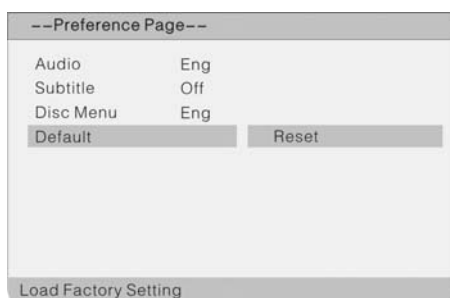 --Preference Page--
Audio Eng
Subtitle Off
Disc Menu Eng
Default Reset
Load Factory Setting